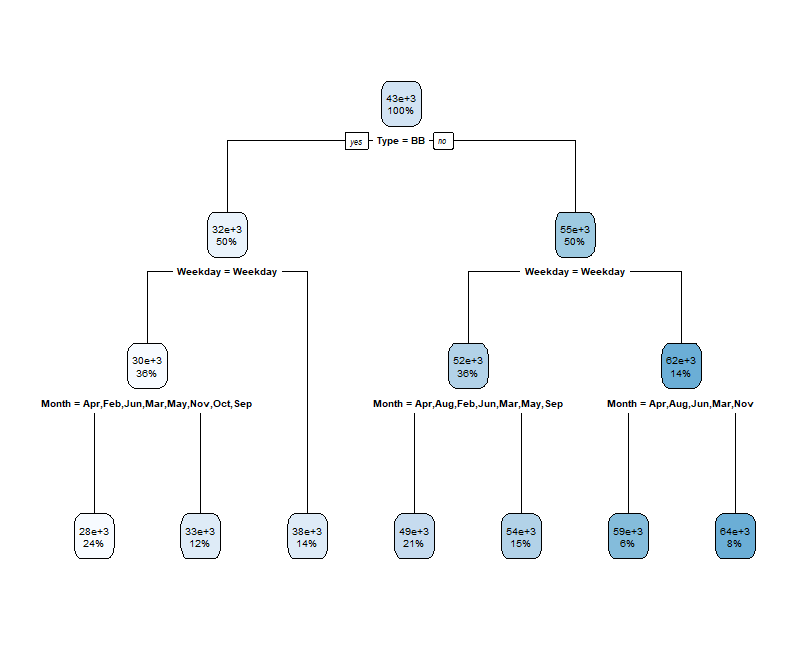 43e+3
100%
yes Type = BB no
32e+3
50%
55e+3
50%
Weekday = Weekday
Weekday = Weekday
30e+3
36%
52e+3
36%
62e+3
14%
Month = Apr,Feb,Jun,Mar,May,Nov,Oct,Sep
Month = Apr,Aug,Feb,Jun,Mar,May,Sep
Month = Apr,Aug,Jun,Mar,Nov
28e+3
24%
33e+3
12%
38e+3
14%
49e+3
21%
54e+3
15%
59e+3
6%
64e+3
8%